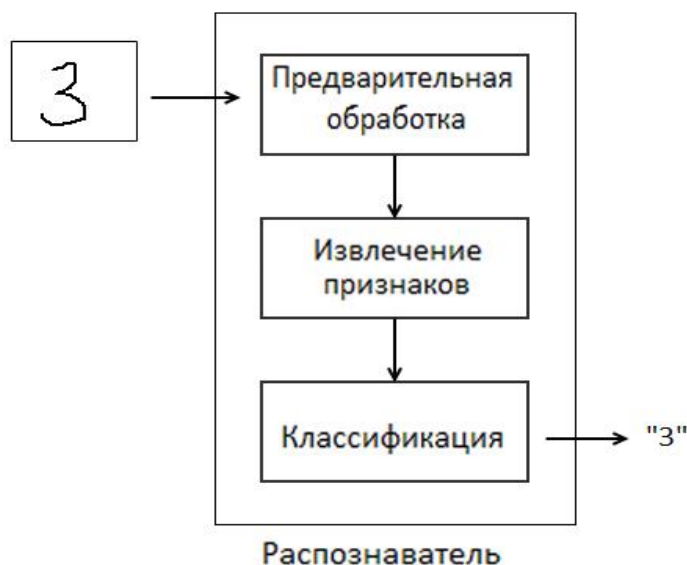 3
Предварительная
обработка
Извлечение
признаков
Классификация
"3"
Распознаватель